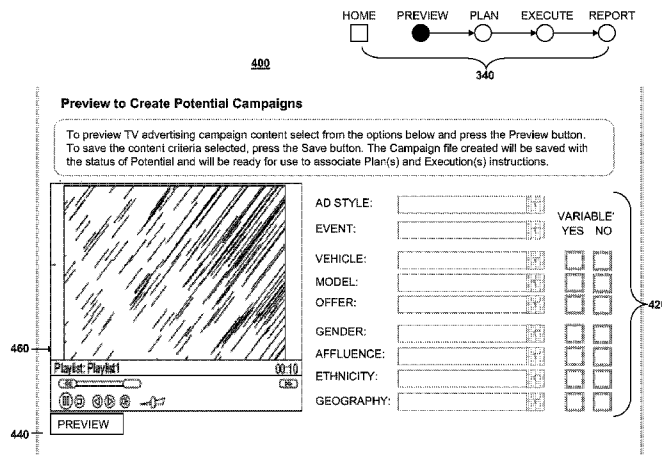 HOME PREVIEW PLAN EXECUTE REPORT
400
340
Preview to Create Potential Campaigns
To preview TV advertising campaign content select from the options below and press the Preview button.
To save the content criteria selected, press the Save button. The Campaign file created will be saved with
the status of Potential and will be ready for use to associate Plan(s) and Execution(s) instructions.
AD STYLE:
EVENT:
VARIABLE'
YES NO
VEHICLE:
MODEL:
OFFER:
GENDER:
AFFLUENCE:
ETHNICITY:
GEOGRAPHY:
420
460
Playlist: Playlist1 00:10
PREVIEW
440